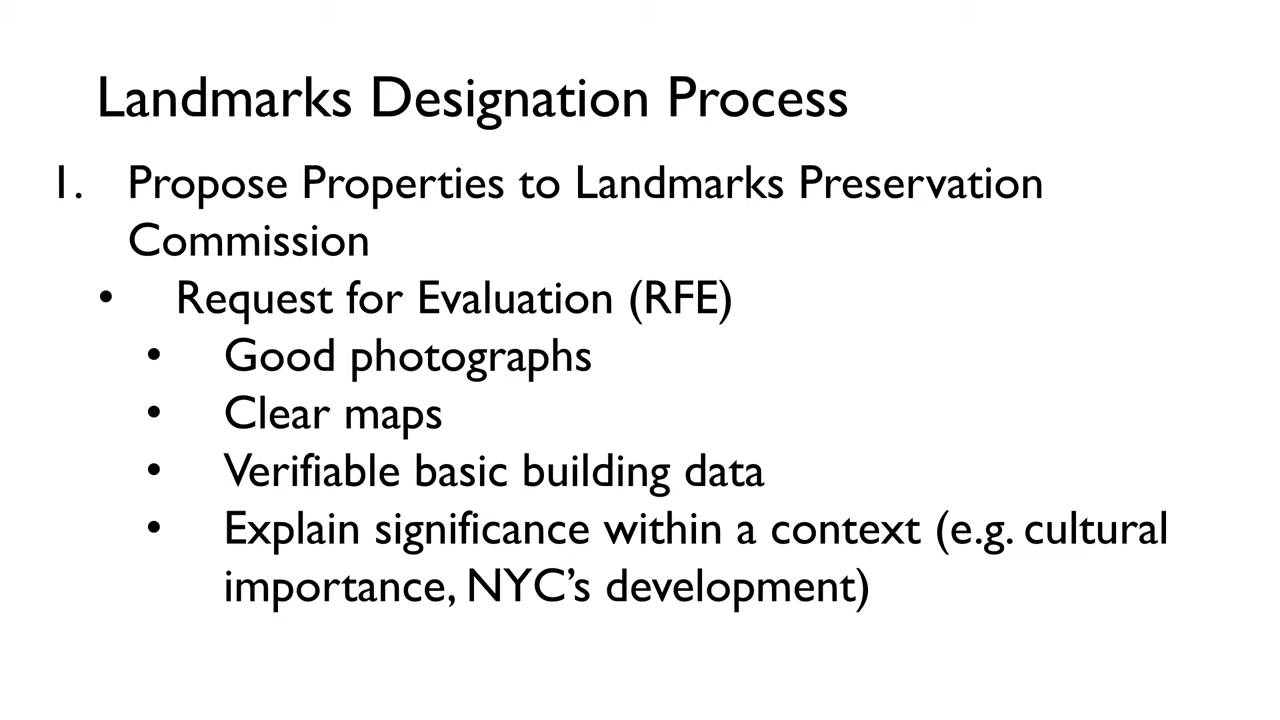 Landmarks Designation Process
1. Propose Properties to Landmarks Preservation
Commission
• Request for Evaluation (RFE)
• Good photographs
• Clear maps
• Verifiable basic building data
• Explain significance within a context (e.g. cultural
importance, NYC’s development)